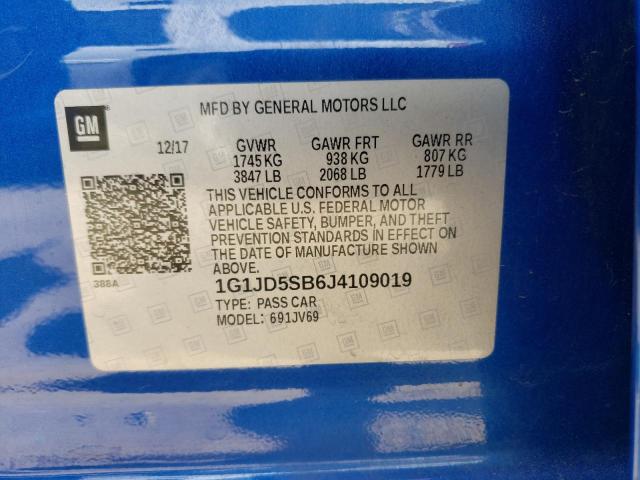 GM
MFD BY GENERAL MOTORS LLC
12/17 GVWR GAWR FRT GAWR RR
1745 KG 938 KG 807 KG
3847 LB 2068 LB 1779 LB
THIS VEHICLE CONFORMS TO ALL
APPLICABLE U.S. FEDERAL MOTOR
VEHICLE SAFETY, BUMPER, AND THEFT
PREVENTION STANDARDS IN EFFECT ON
THE DATE OF MANUFACTURE SHOWN
ABOVE.
388A
1G1JD5SB6J4109019
TYPE: PASS CAR
MODEL: 691JV69